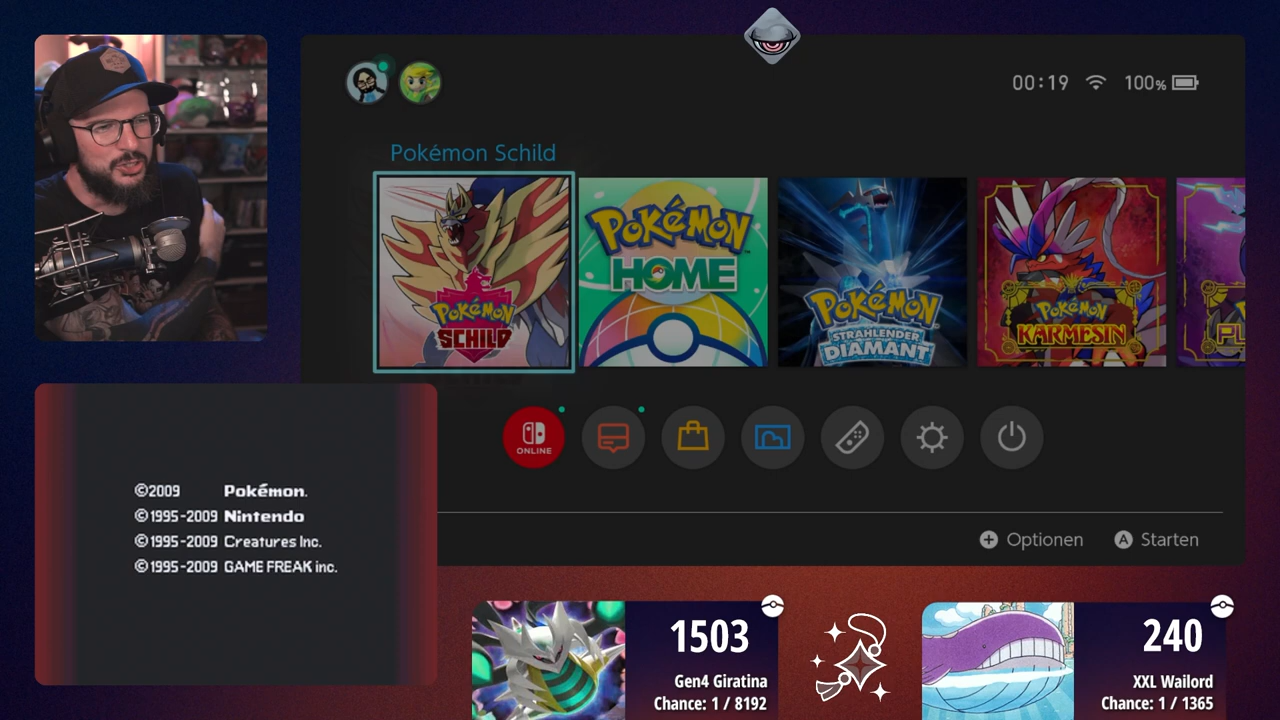 00:19 100%
Pokémon Schild
Pokémon
SCHILD
Pokémon
HOME
Pokémon
STRAHLENDER
DIAMANT
Pokémon
KARMESIN
ONLINE
Optionen A Starten
©2009 Pokémon.
©1995-2009 Nintendo
©1995-2009 Creatures Inc.
©1995-2009 GAME FREAK inc.
1503
Gen4 Giratina
Chance: 1 / 8192
240
XXL Wailord
Chance: 1 / 1365